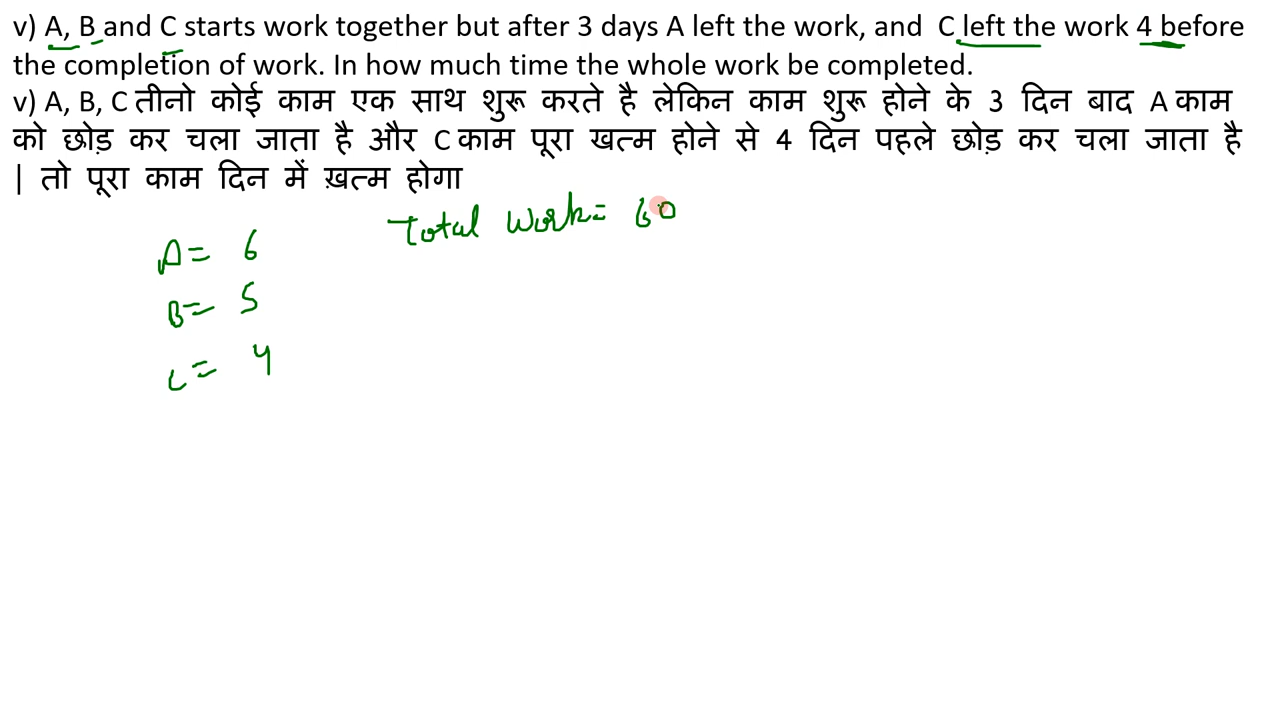 v) A, B and C starts work together but after 3 days A left the work, and C left the work 4 before
the completion of work. In how much time the whole work be completed.
v) A, B, C तीनो कोई काम एक साथ शुरू करते है लेकिन काम शुरू होने के 3 दिन बाद A काम
को छोड़ कर चला जाता है और C काम पूरा खत्म होने से 4 दिन पहले छोड़ कर चला जाता है
| तो पूरा काम दिन में ख़त्म होगा
Total work= 60
A= 6
B= 5
C= 4